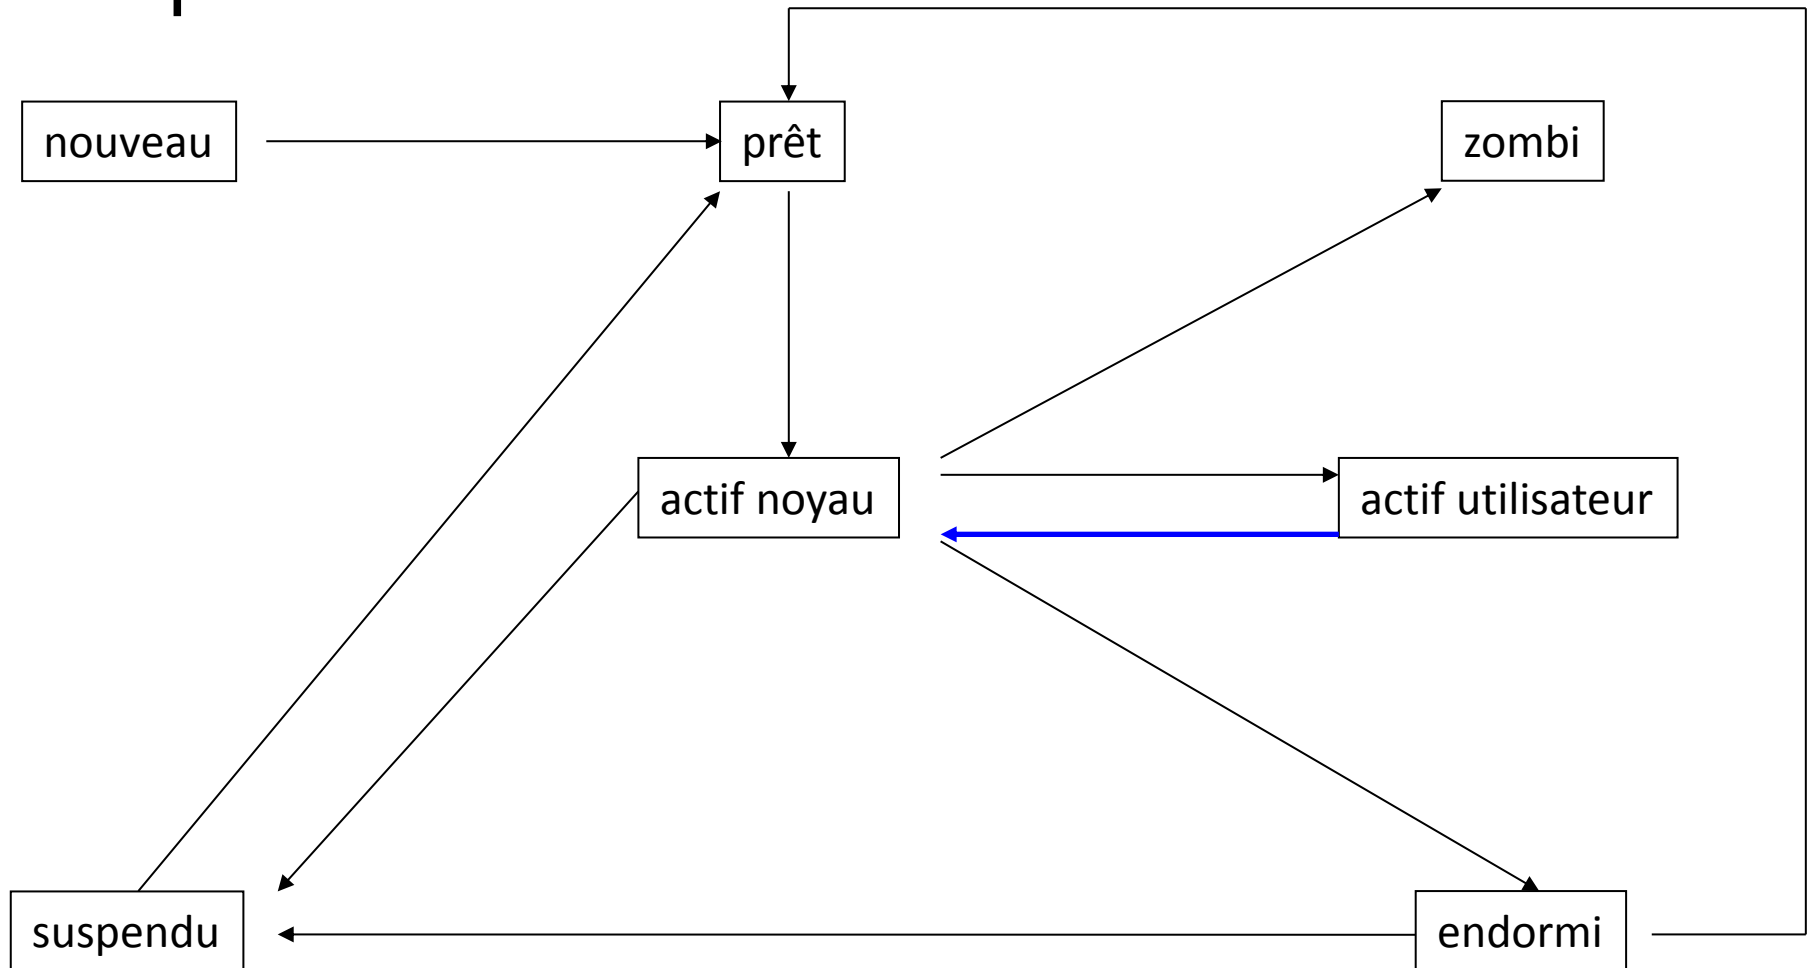 nouveau
prêt
zombi
actif noyau
actif utilisateur
suspendu
endormi